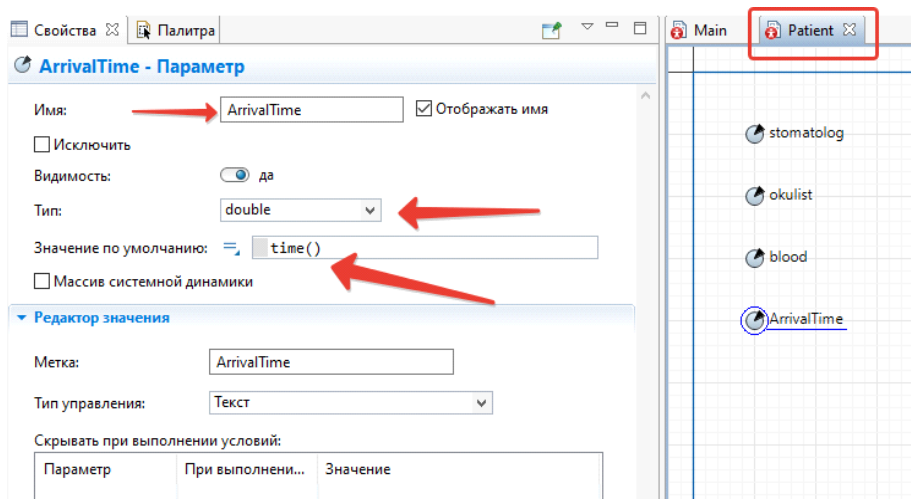 Свойства Палитра
ArrivalTime - Параметр
Имя: ArrivalTime Отображать имя
Исключить
Видимость: да
Тип: double
Значение по умолчанию: time()
Массив системной динамики
Редактор значения
Метка: ArrivalTime
Тип управления: Текст
Скрывать при выполнении условий:
Параметр При выполнени... Значение
Main Patient
stomatolog
okulist
blood
ArrivalTime